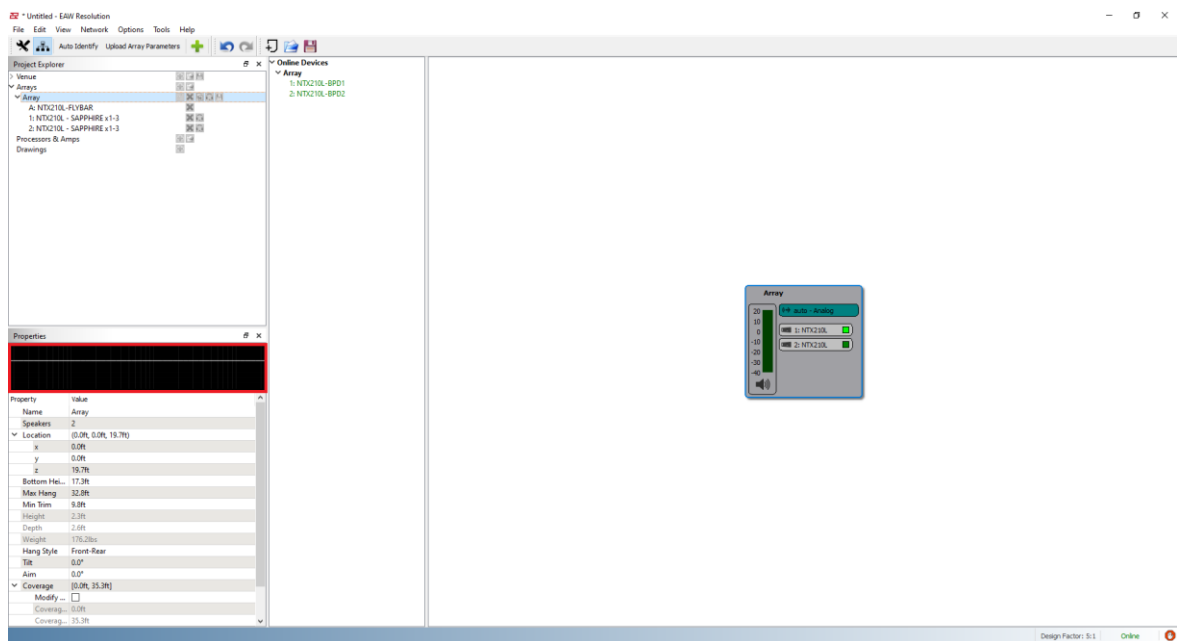 * Untitled - EAW Resolution
File Edit View Network Options Tools Help
Auto Identify Upload Array Parameters
Project Explorer
Venue
Arrays
Array
A: NTX210L-FLYBAR
1: NTX210L - SAPPHIRE x1-3
2: NTX210L - SAPPHIRE x1-3
Processors & Amps
Drawings
Online Devices
Array
1: NTX210L-BPD1
2: NTX210L-BPD2
Array
20
10
0
-10
-20
-30
-40
auto - Analog
1: NTX210L
2: NTX210L
Properties
Property Value
Name Array
Speakers 2
Location (0.0ft, 0.0ft, 19.7ft)
x 0.0ft
y 0.0ft
z 19.7ft
Bottom Hei... 17.3ft
Max Hang 32.8ft
Min Trim 9.8ft
Height 2.3ft
Depth 2.6ft
Weight 176.2lbs
Hang Style Front-Rear
Tilt 0.0°
Aim 0.0°
Coverage [0.0ft, 35.3ft]
Modify ...
Coverag... 0.0ft
Coverag... 35.3ft
Design Factor: 5:1 Online